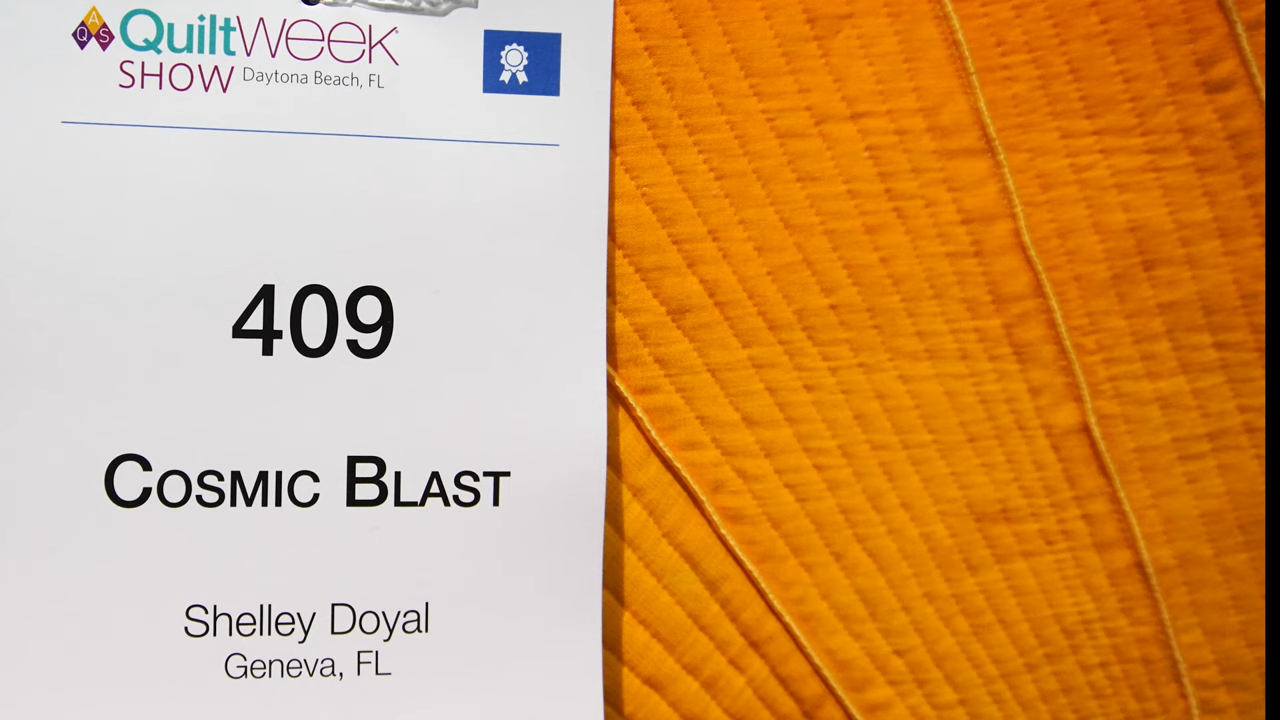 AQS QuiltWeek®
SHOW Daytona Beach, FL
409
Cosmic Blast
Shelley Doyal
Geneva, FL